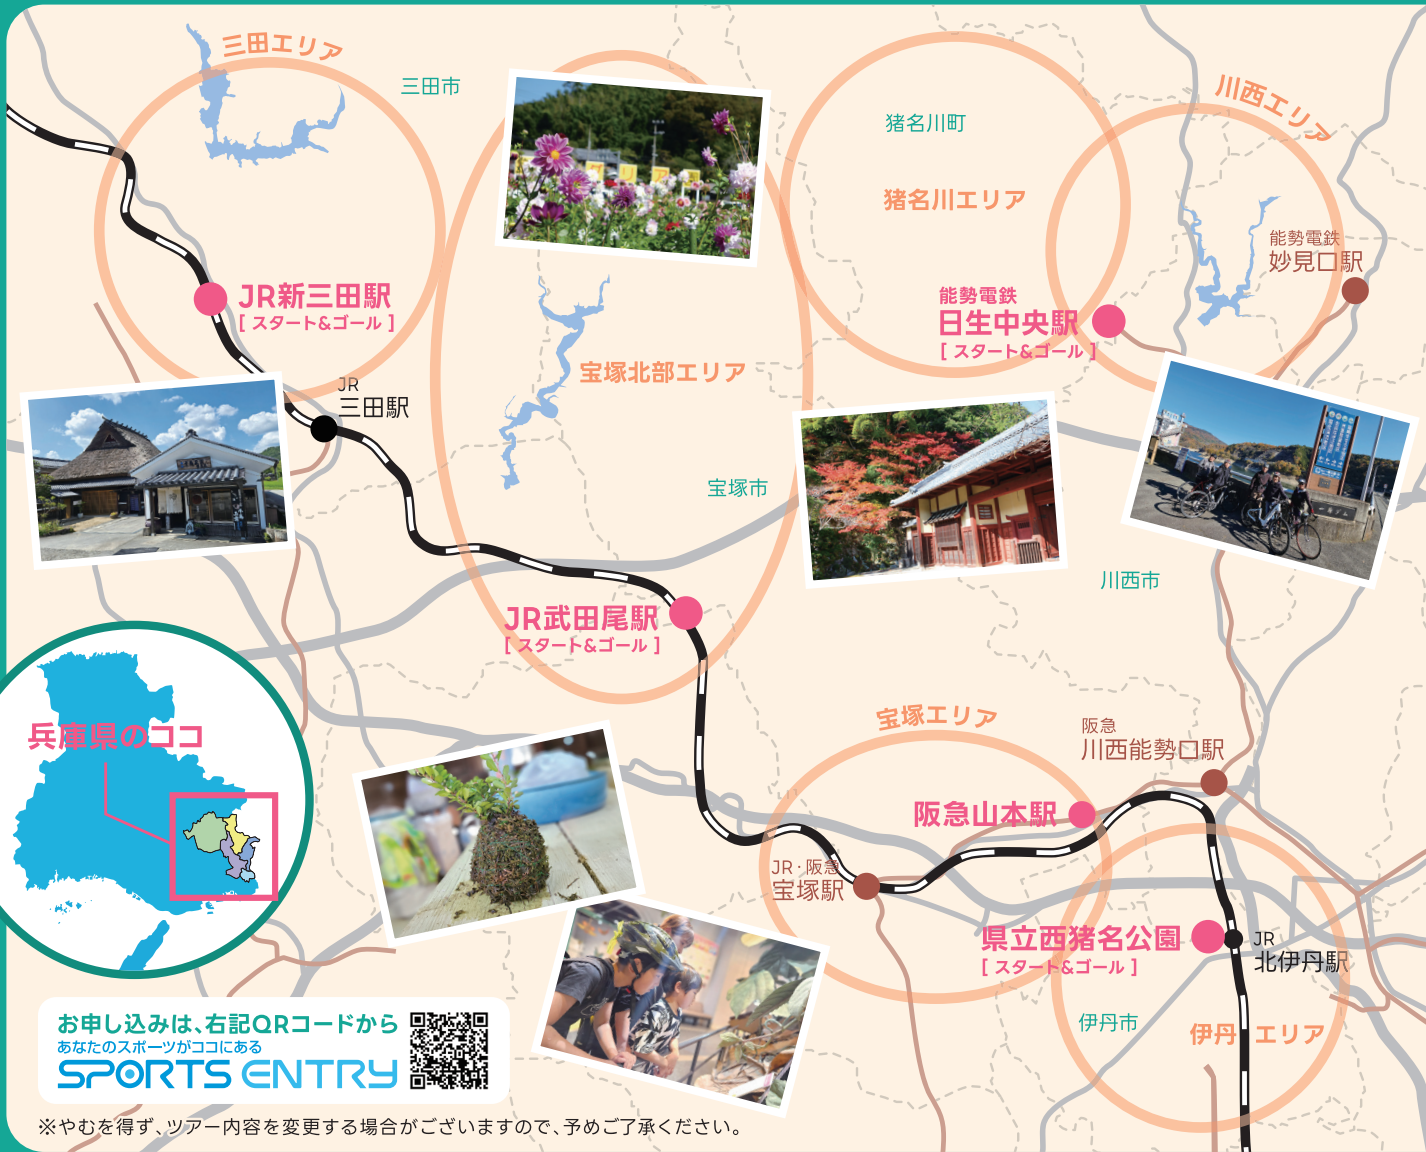 三田エリア
三田市
猪名川町
川西エリア
猪名川エリア
能勢電鉄
妙見口駅
JR新三田駅
[ スタート&ゴール ]
能勢電鉄
日生中央駅
[ スタート&ゴール ]
宝塚北部エリア
JR
三田駅
宝塚市
川西市
JR武田尾駅
[ スタート&ゴール ]
兵庫県のココ
宝塚エリア
阪急
川西能勢口駅
阪急山本駅
JR・阪急
宝塚駅
県立西猪名公園
[ スタート&ゴール ]
JR
北伊丹駅
伊丹市
伊丹エリア
お申し込みは、右記QRコードから
あなたのスポーツがココにある
SPORTS ENTRY
※やむを得ず、ツアー内容を変更する場合がございますので、予めご了承ください。